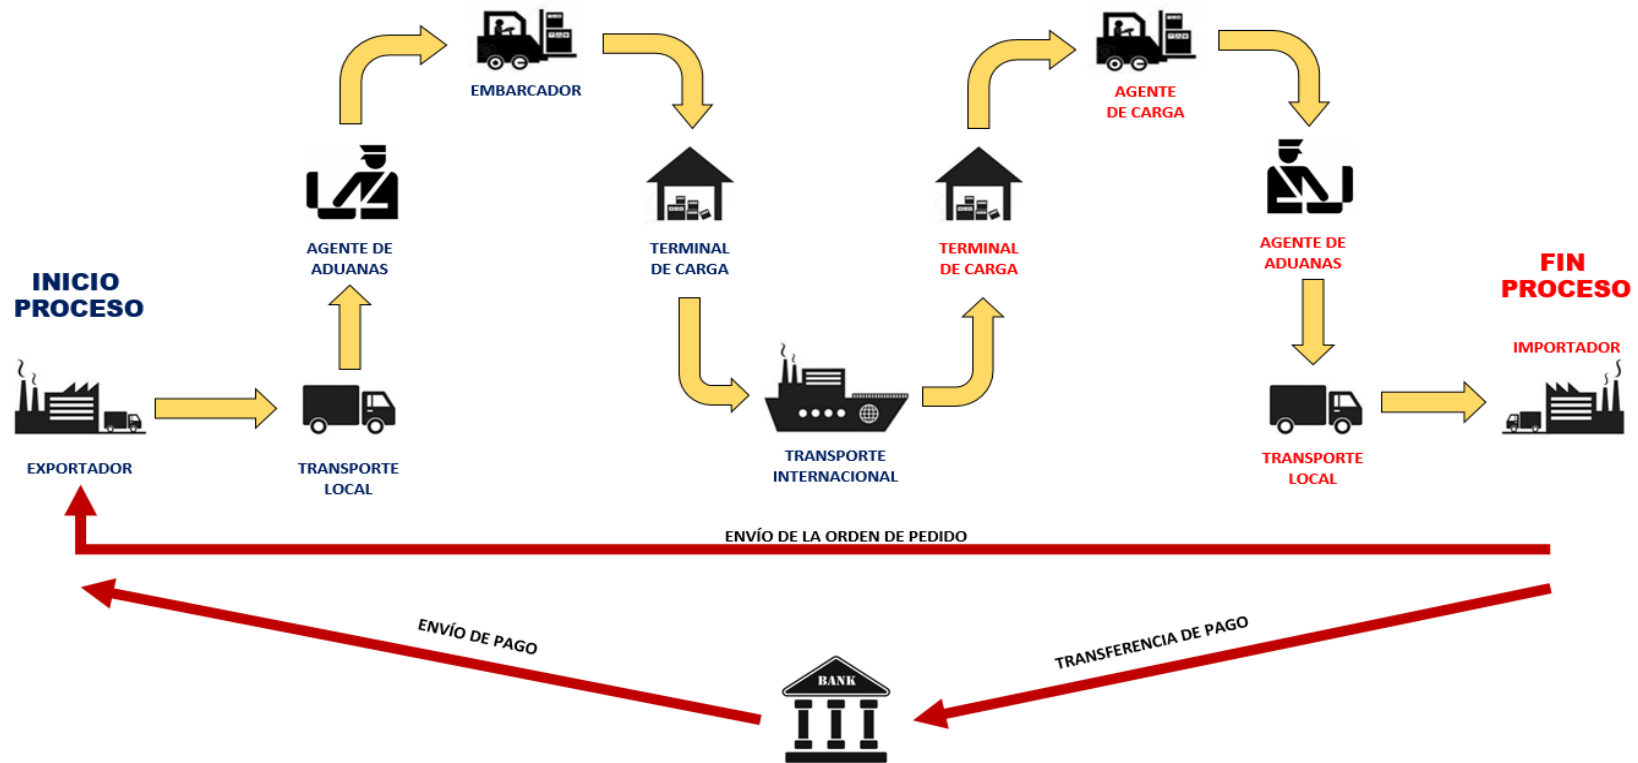 EMBARCADOR
AGENTE
DE CARGA
AGENTE DE
ADUANAS
TERMINAL
DE CARGA
TERMINAL
DE CARGA
AGENTE DE
ADUANAS
INICIO
PROCESO
FIN
PROCESO
IMPORTADOR
EXPORTADOR
TRANSPORTE
LOCAL
TRANSPORTE
INTERNACIONAL
TRANSPORTE
LOCAL
ENVÍO DE LA ORDEN DE PEDIDO
ENVÍO DE PAGO
TRANSFERENCIA DE PAGO
BANK